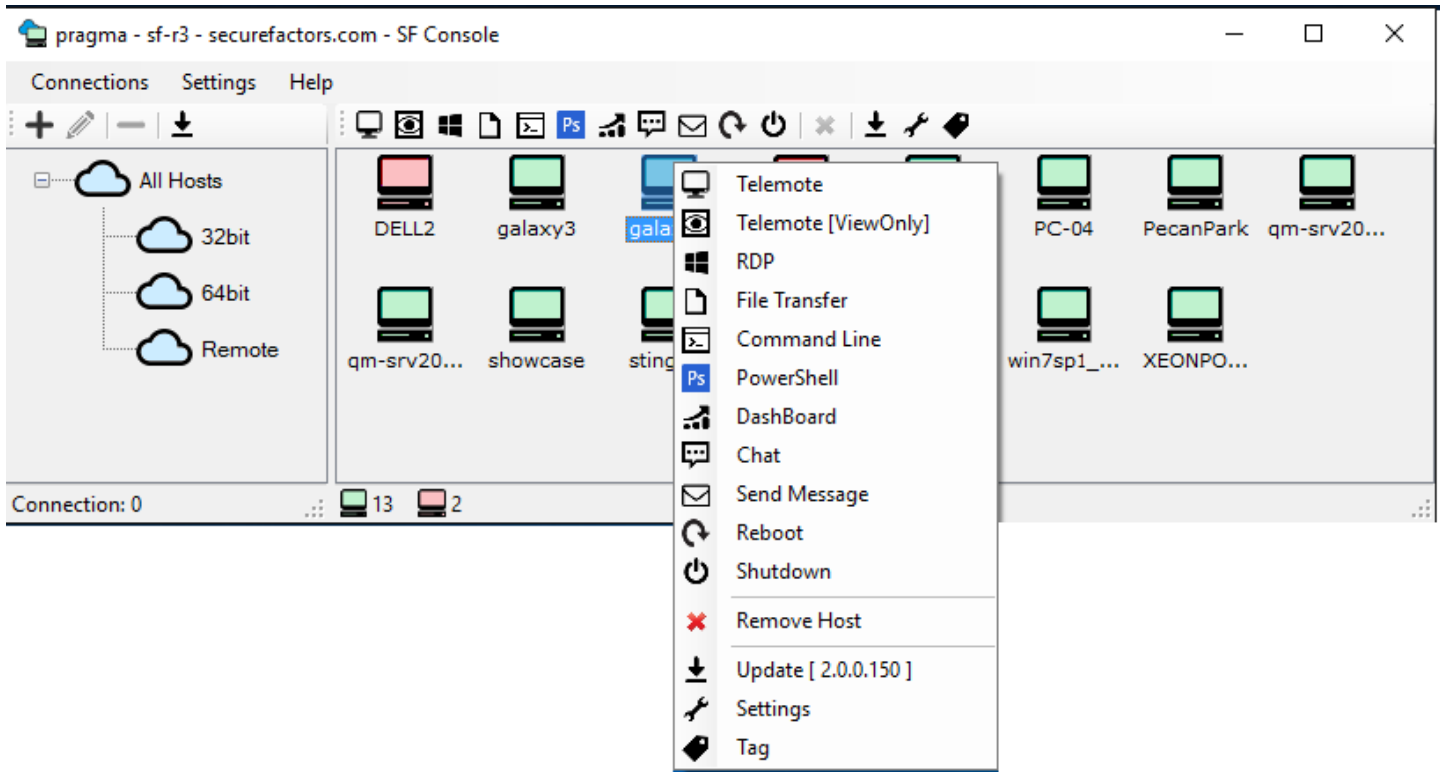 pragma - sf-r3 - securefactors.com - SF Console
Connections Settings Help
Ps
All Hosts
32bit
64bit
Remote
DELL2 galaxy3 gala PC-04 PecanPark qm-srv20...
qm-srv20... showcase sting win7sp1_... XEONPO...
Telemote
Telemote [ViewOnly]
RDP
File Transfer
Command Line
Ps PowerShell
DashBoard
Chat
Send Message
Reboot
Shutdown
Remove Host
Update [ 2.0.0.150 ]
Settings
Tag
Connection: 0 13 2